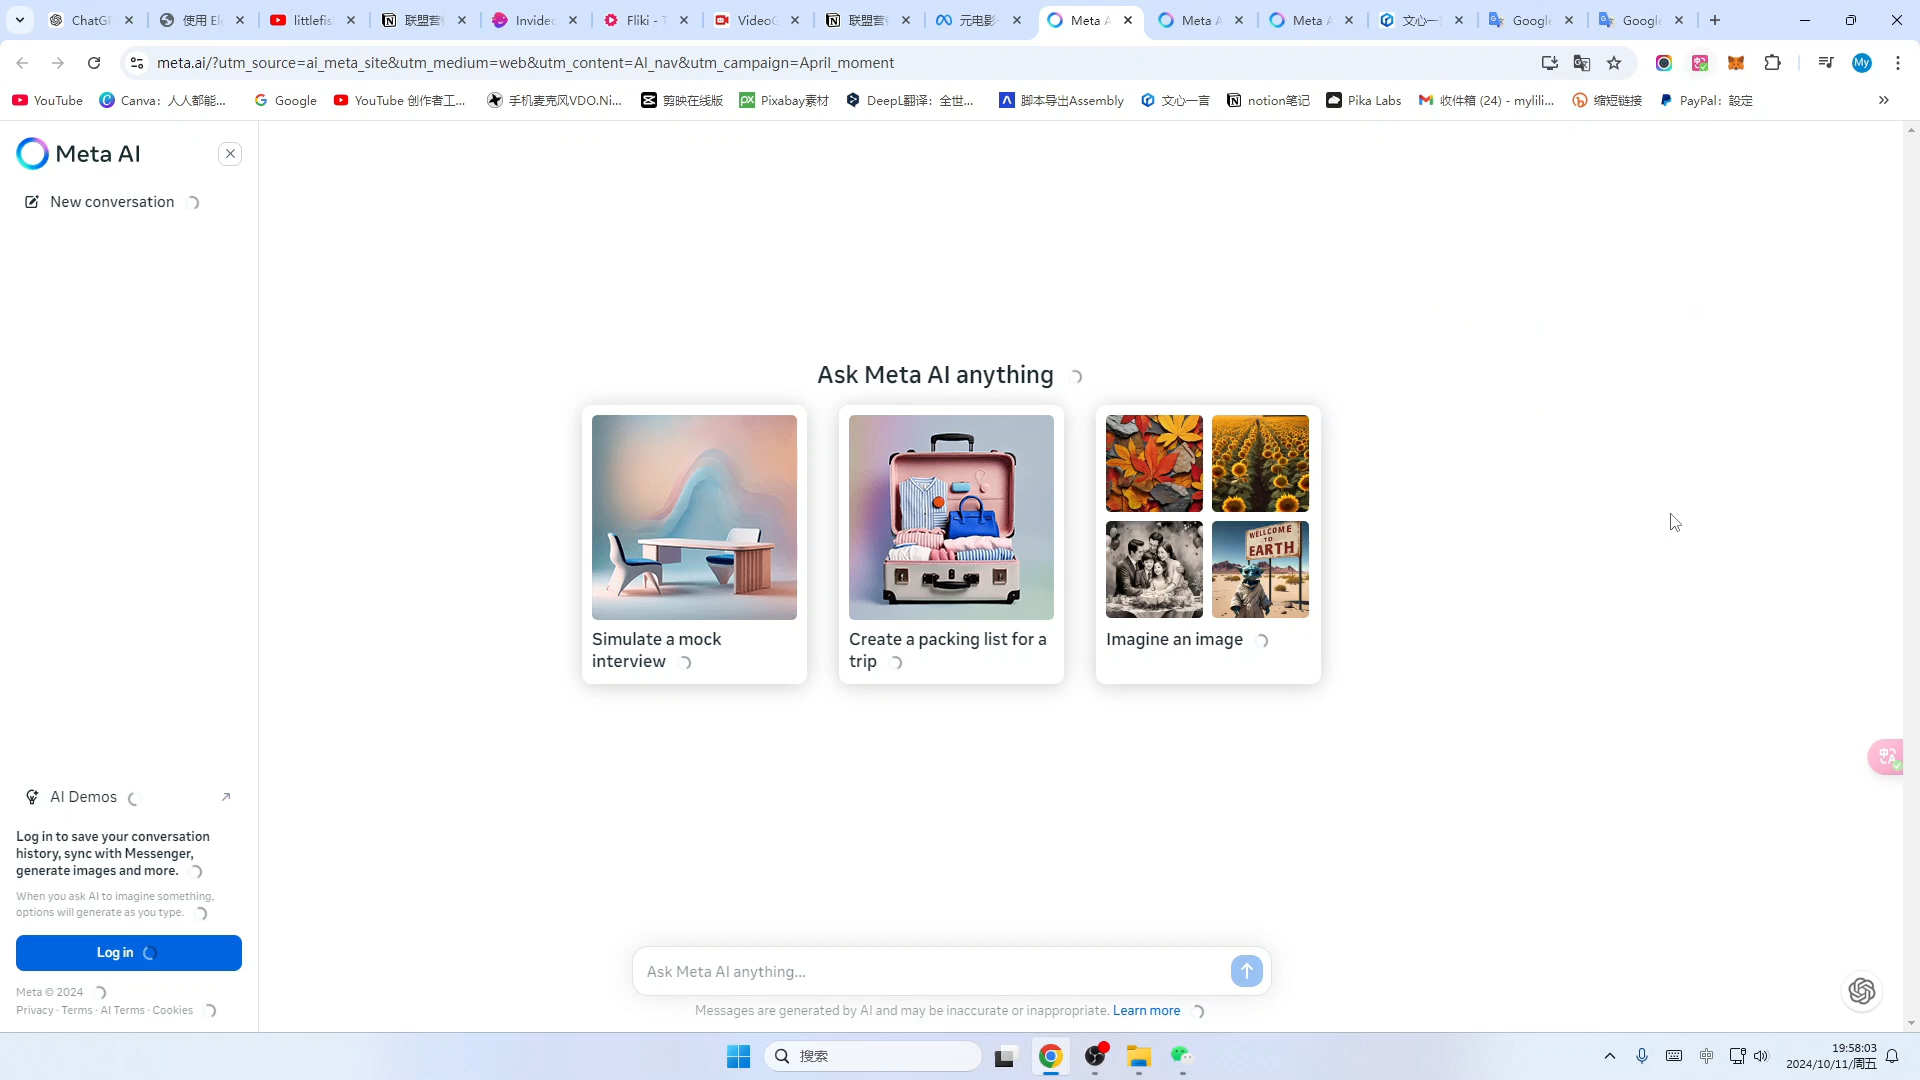 ChatGP
使用 El
littlefis
联盟营
Invidec
Fliki - T
VideoG
联盟营
元电影
Meta A
Meta A
Meta A
文心一
Google
Google
meta.ai/?utm_source=ai_meta_site&utm_medium=web&utm_content=AI_nav&utm_campaign=April_moment
My
YouTube
Canva：人人都能...
Google
YouTube 创作者工...
手机麦克风VDO.Ni...
剪映在线版
Pixabay素材
DeepL翻译：全世...
脚本导出Assembly
文心一言
notion笔记
Pika Labs
收件箱 (24) - mylili...
缩短链接
PayPal：設定
Meta AI
New conversation
Ask Meta AI anything
WELLCOME
TO
EARTH
Simulate a mock
interview
Create a packing list for a
trip
Imagine an image
AI Demos
Log in to save your conversation
history, sync with Messenger,
generate images and more.
When you ask AI to imagine something,
options will generate as you type.
Log in
Meta © 2024
Privacy · Terms · AI Terms · Cookies
Ask Meta AI anything...
Messages are generated by AI and may be inaccurate or inappropriate. Learn more
搜索
中
19:58:03
2024/10/11/周五